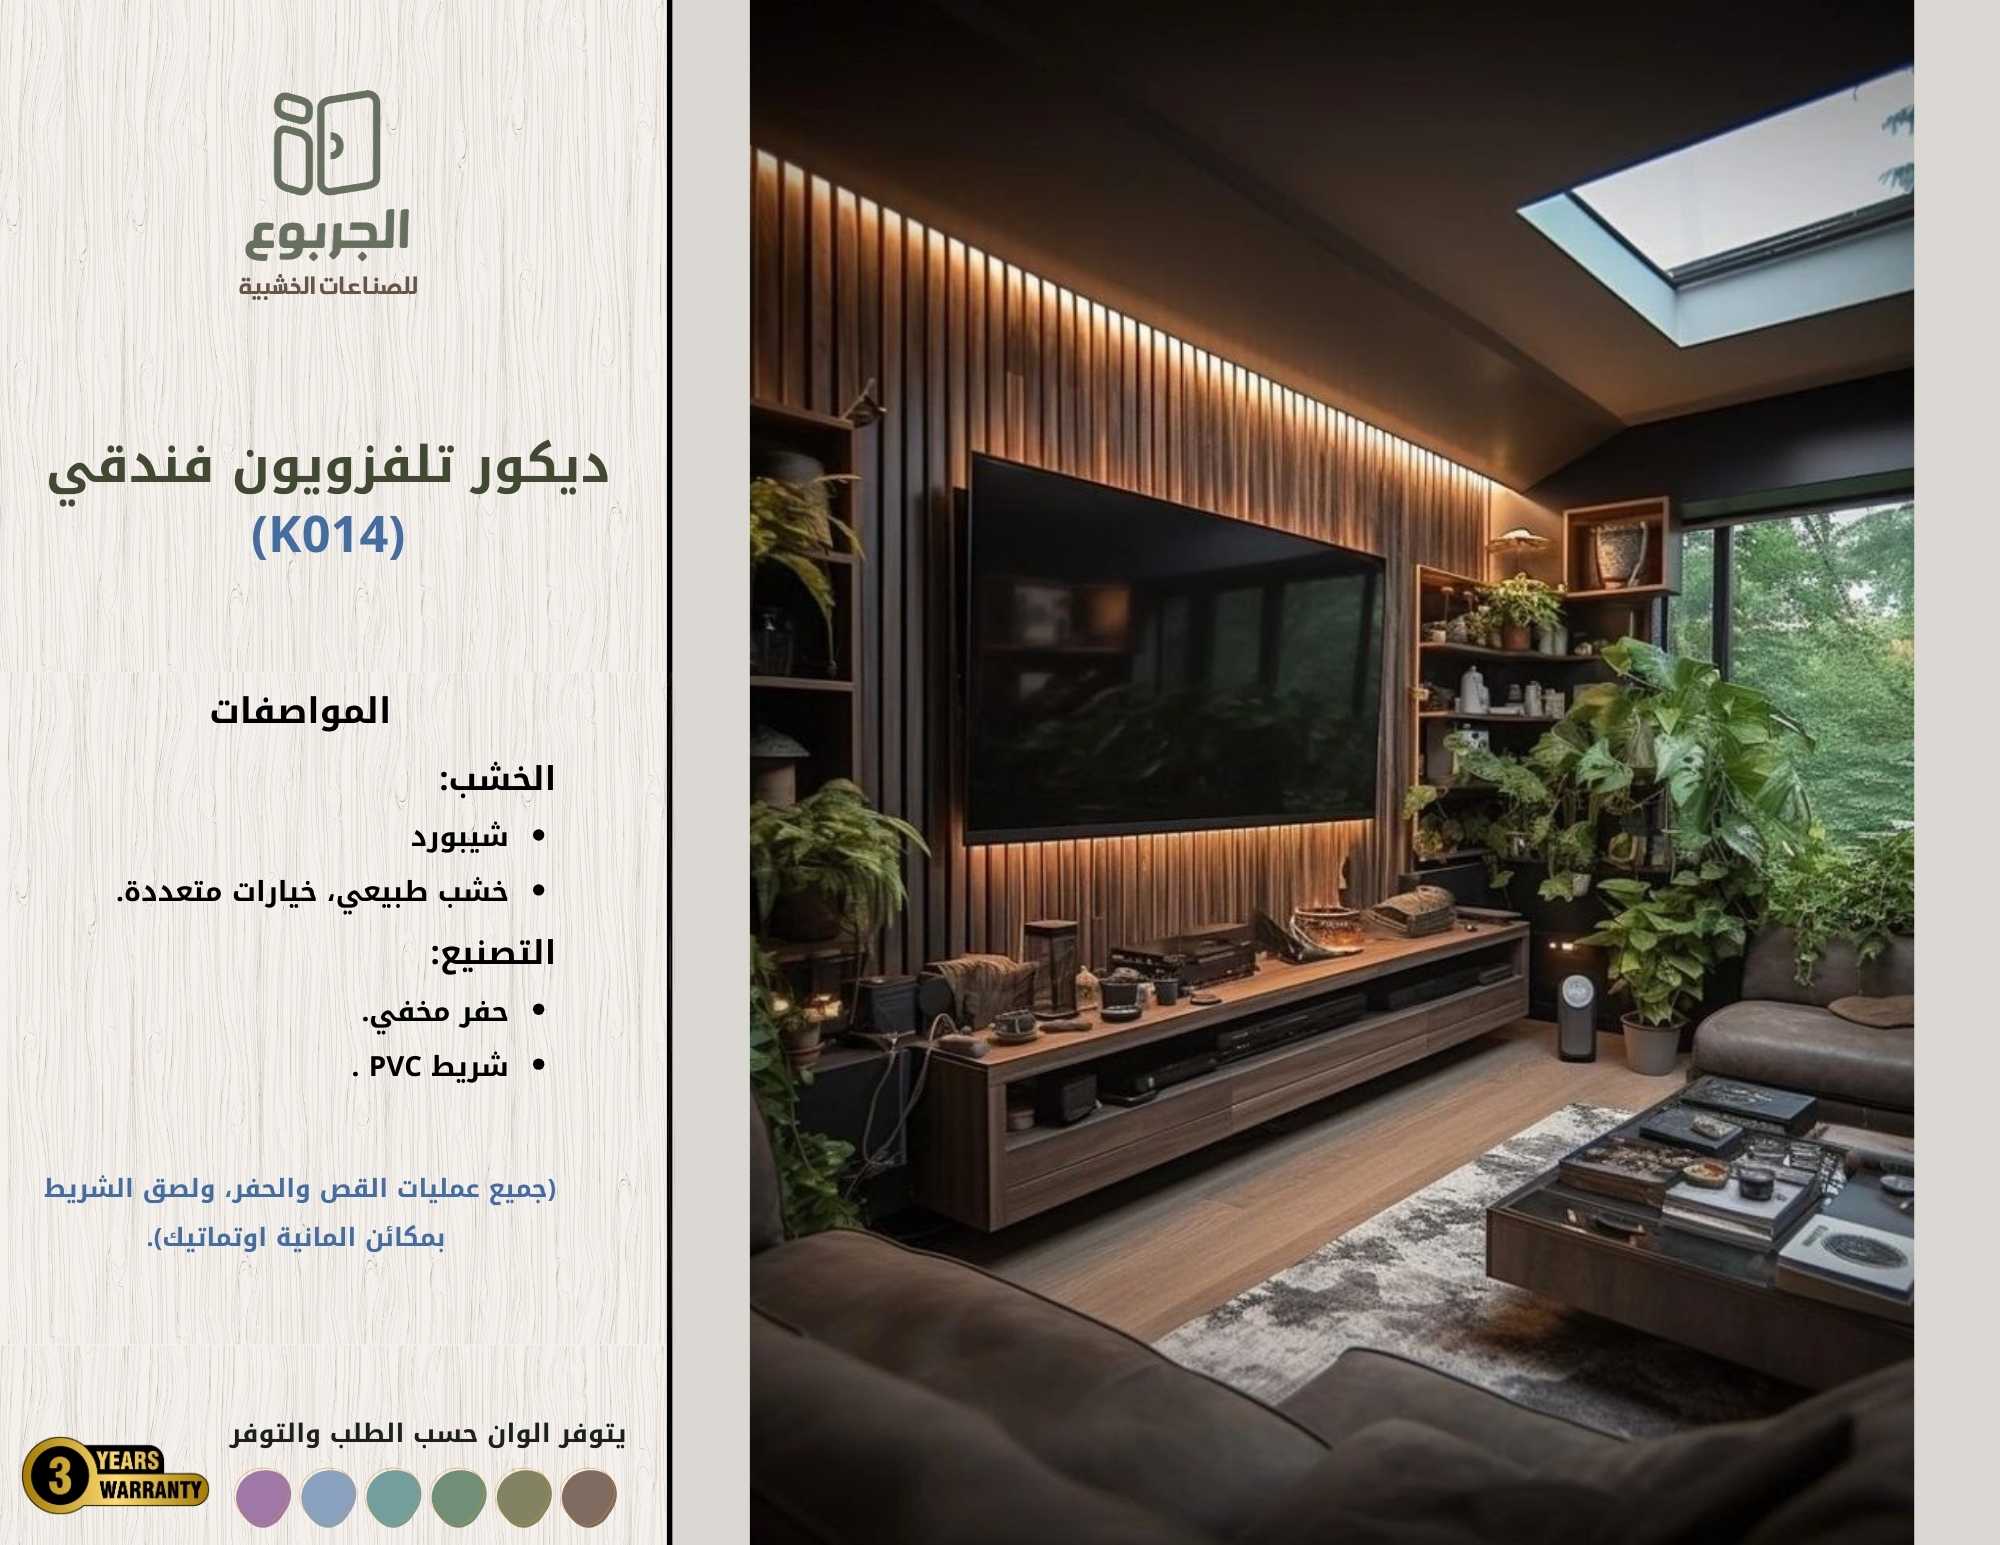 الجربوع
للصناعات الخشبية
ديكور تلفزويون فندقي
(K014)
المواصفات
الخشب:
• شيبورد
• خشب طبيعي، خيارات متعددة.
التصنيع:
• حفر مخفي.
• شريط PVC .
(جميع عمليات القص والحفر، ولصق الشريط
بمكائن المانية اوتماتيك).
يتوفر الوان حسب الطلب والتوفر
3 YEARS
WARRANTY